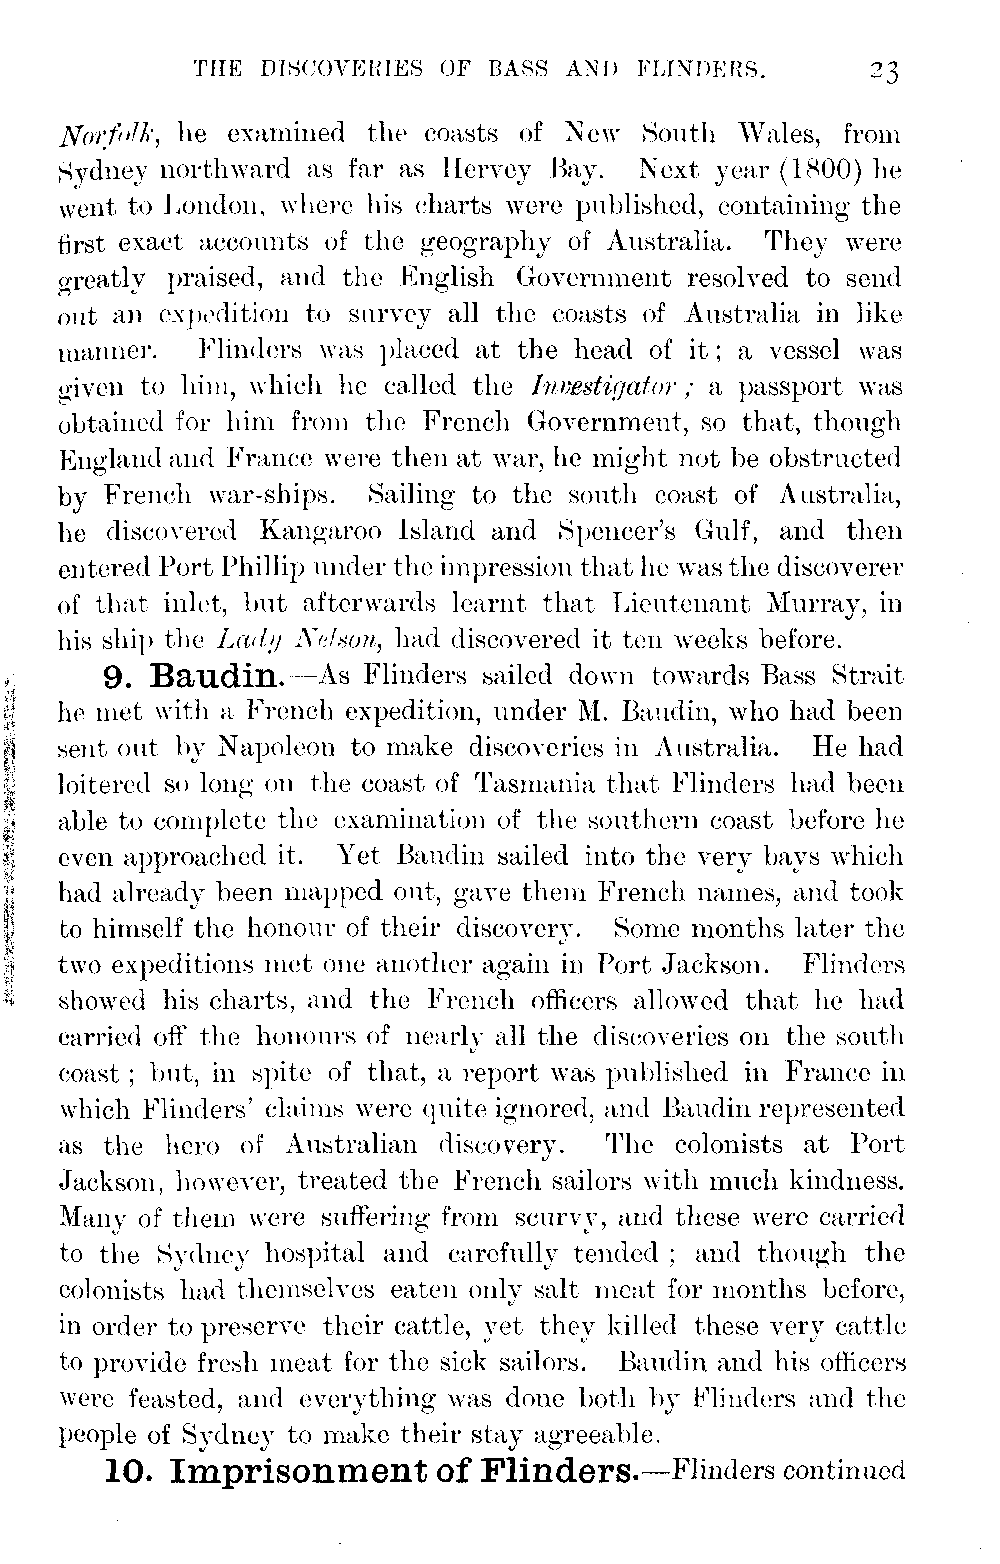 THE DISCOVERIES OF BASS AND FLINDERS. 23
Norfolk, he examined the coasts of New South Wales, from
Sydney northward as far as Hervey Bay. Next year (1800) he
went to London, where his charts were published, containing the
first exact accounts of the geography of Australia. They were
greatly praised, and the English Government resolved to send
out an expedition to survey all the coasts of Australia in like
manner. Flinders was placed at the head of it; a vessel was
given to him, which he called the Investigator; a passport was
obtained for him from the French Government, so that, though
England and France were then at war, he might not be obstructed
by French war-ships. Sailing to the south coast of Australia,
he discovered Kangaroo Island and Spencer's Gulf, and then
entered Port Phillip under the impression that he was the discoverer
of that inlet, but afterwards learnt that Lieutenant Murray, in
his ship the Lady Nelson, had discovered it ten weeks before.
9. Baudin.—As Flinders sailed down towards Bass Strait
he met with a French expedition, under M. Baudin, who had been
sent out by Napoleon to make discoveries in Australia. He had
loitered so long on the coast of Tasmania that Flinders had been
able to complete the examination of the southern coast before he
even approached it. Yet Baudin sailed into the very bays which
had already been mapped out, gave them French names, and took
to himself the honour of their discovery. Some months later the
two expeditions met one another again in Port Jackson. Flinders
showed his charts, and the French officers allowed that he had
carried off the honours of nearly all the discoveries on the south
coast; but, in spite of that, a report was published in France in
which Flinders' claims were quite ignored, and Baudin represented
as the hero of Australian discovery. The colonists at Port
Jackson, however, treated the French sailors with much kindness.
Many of them were suffering from scurvy, and these were carried
to the Sydney hospital and carefully tended; and though the
colonists had themselves eaten only salt meat for months before,
in order to preserve their cattle, yet they killed these very cattle
to provide fresh meat for the sick sailors. Baudin and his officers
were feasted, and everything was done both by Flinders and the
people of Sydney to make their stay agreeable.
10. Imprisonment of Flinders.—Flinders continued